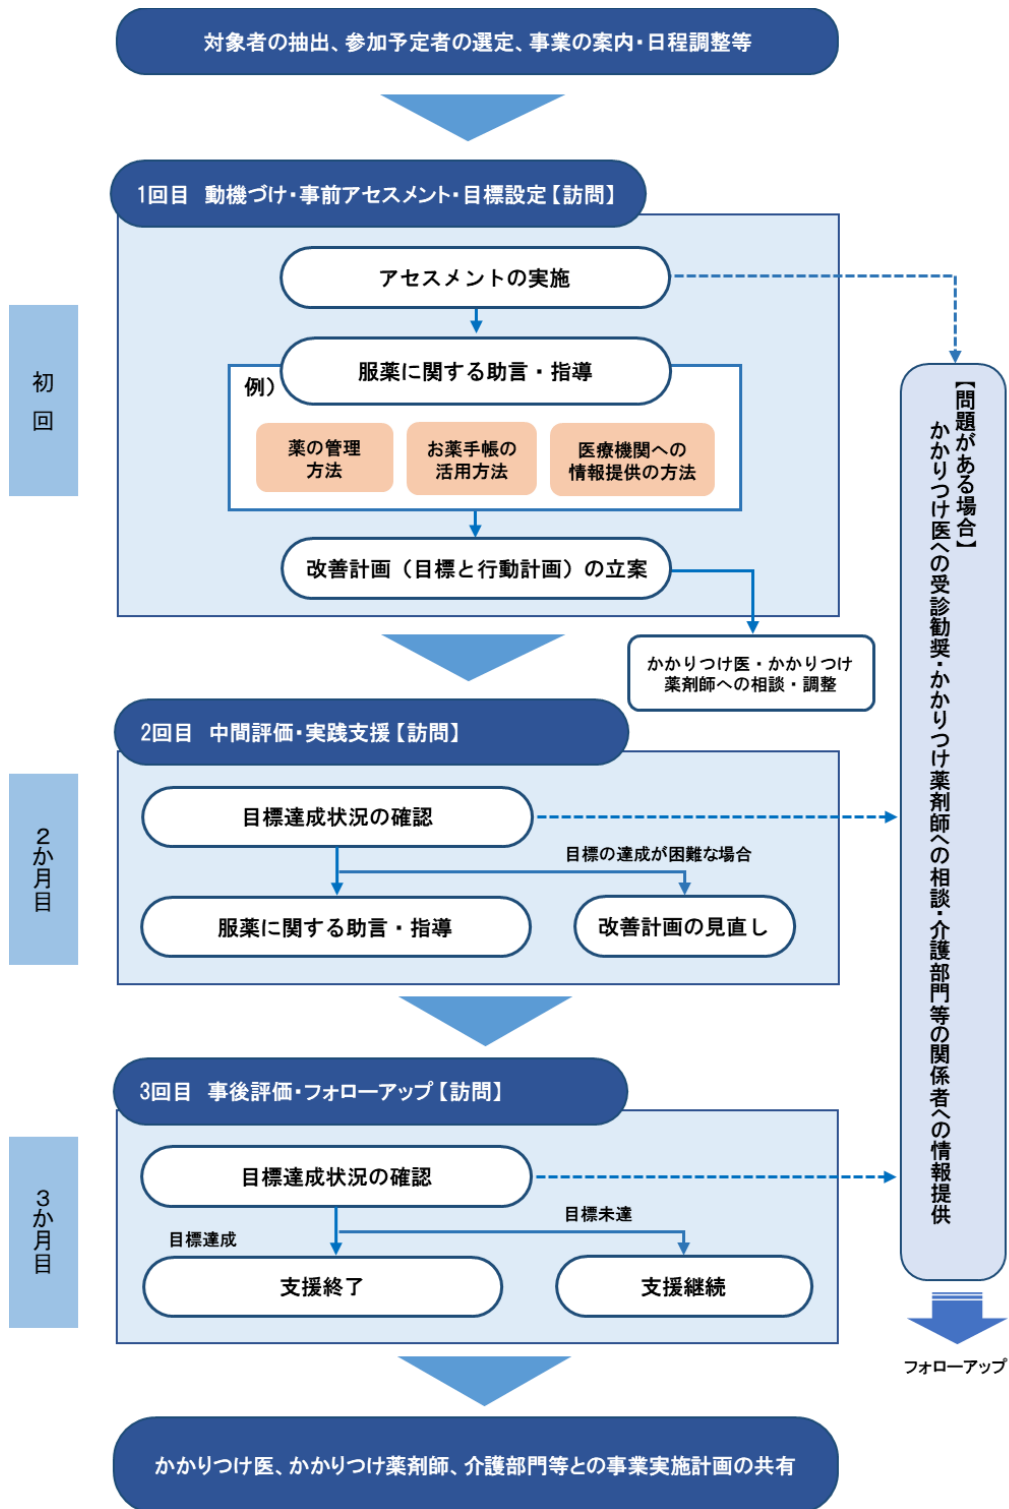 対象者の抽出、参加予定者の選定、事業の案内・日程調整等
1回目　動機づけ・事前アセスメント・目標設定【訪問】
初回
アセスメントの実施
服薬に関する助言・指導
例）
薬の管理
方法
お薬手帳の
活用方法
医療機関への
情報提供の方法
改善計画（目標と行動計画）の立案
かかりつけ医・かかりつけ
薬剤師への相談・調整
【問題がある場合】
かかりつけ医への受診勧奨・かかりつけ薬剤師への相談・介護部門等の関係者への情報提供
2回目　中間評価・実践支援【訪問】
２か月目
目標達成状況の確認
目標の達成が困難な場合
服薬に関する助言・指導
改善計画の見直し
3回目　事後評価・フォローアップ【訪問】
３か月目
目標達成状況の確認
目標未達
目標達成
支援終了
支援継続
フォローアップ
かかりつけ医、かかりつけ薬剤師、介護部門等との事業実施計画の共有